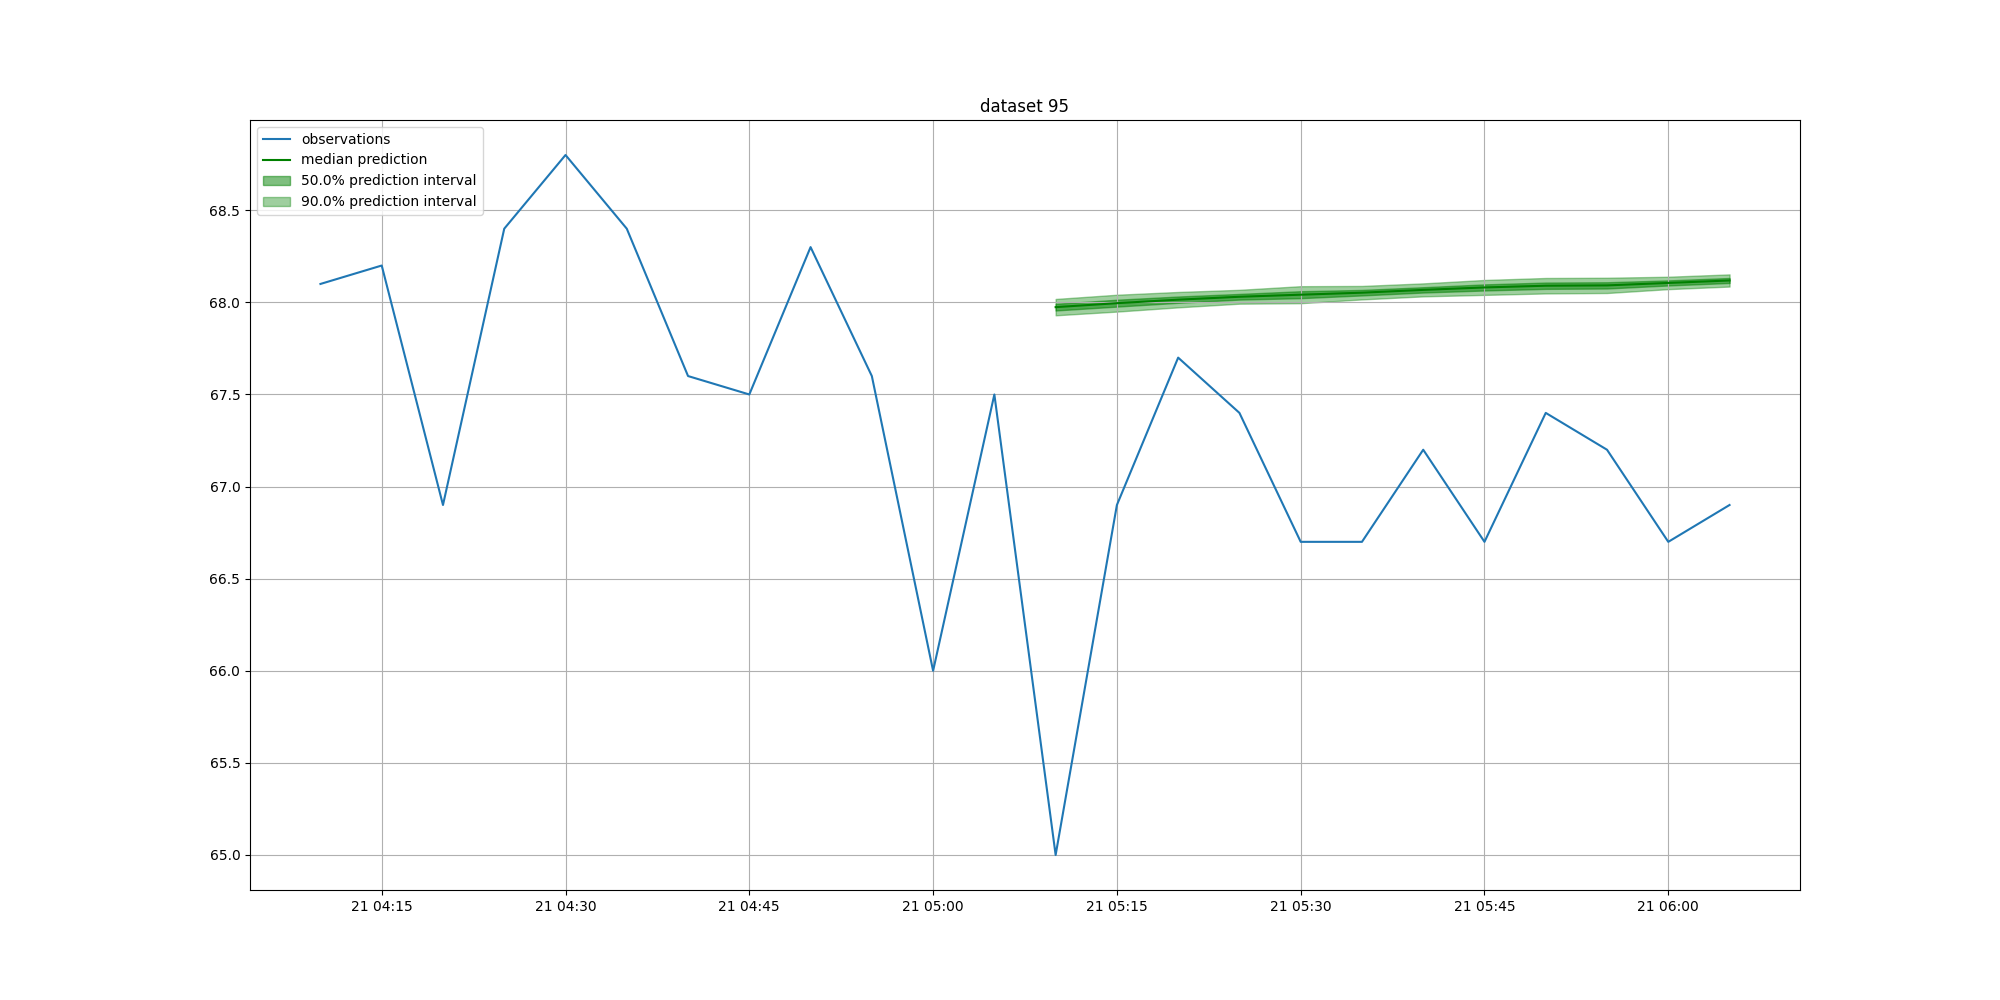 dataset 95
observations
median prediction
50.0% prediction interval
90.0% prediction interval
68.5
68.0
67.5
67.0
66.5
66.0
65.5
65.0
21 04:15 21 04:30 21 04:45 21 05:00 21 05:15 21 05:30 21 05:45 21 06:00